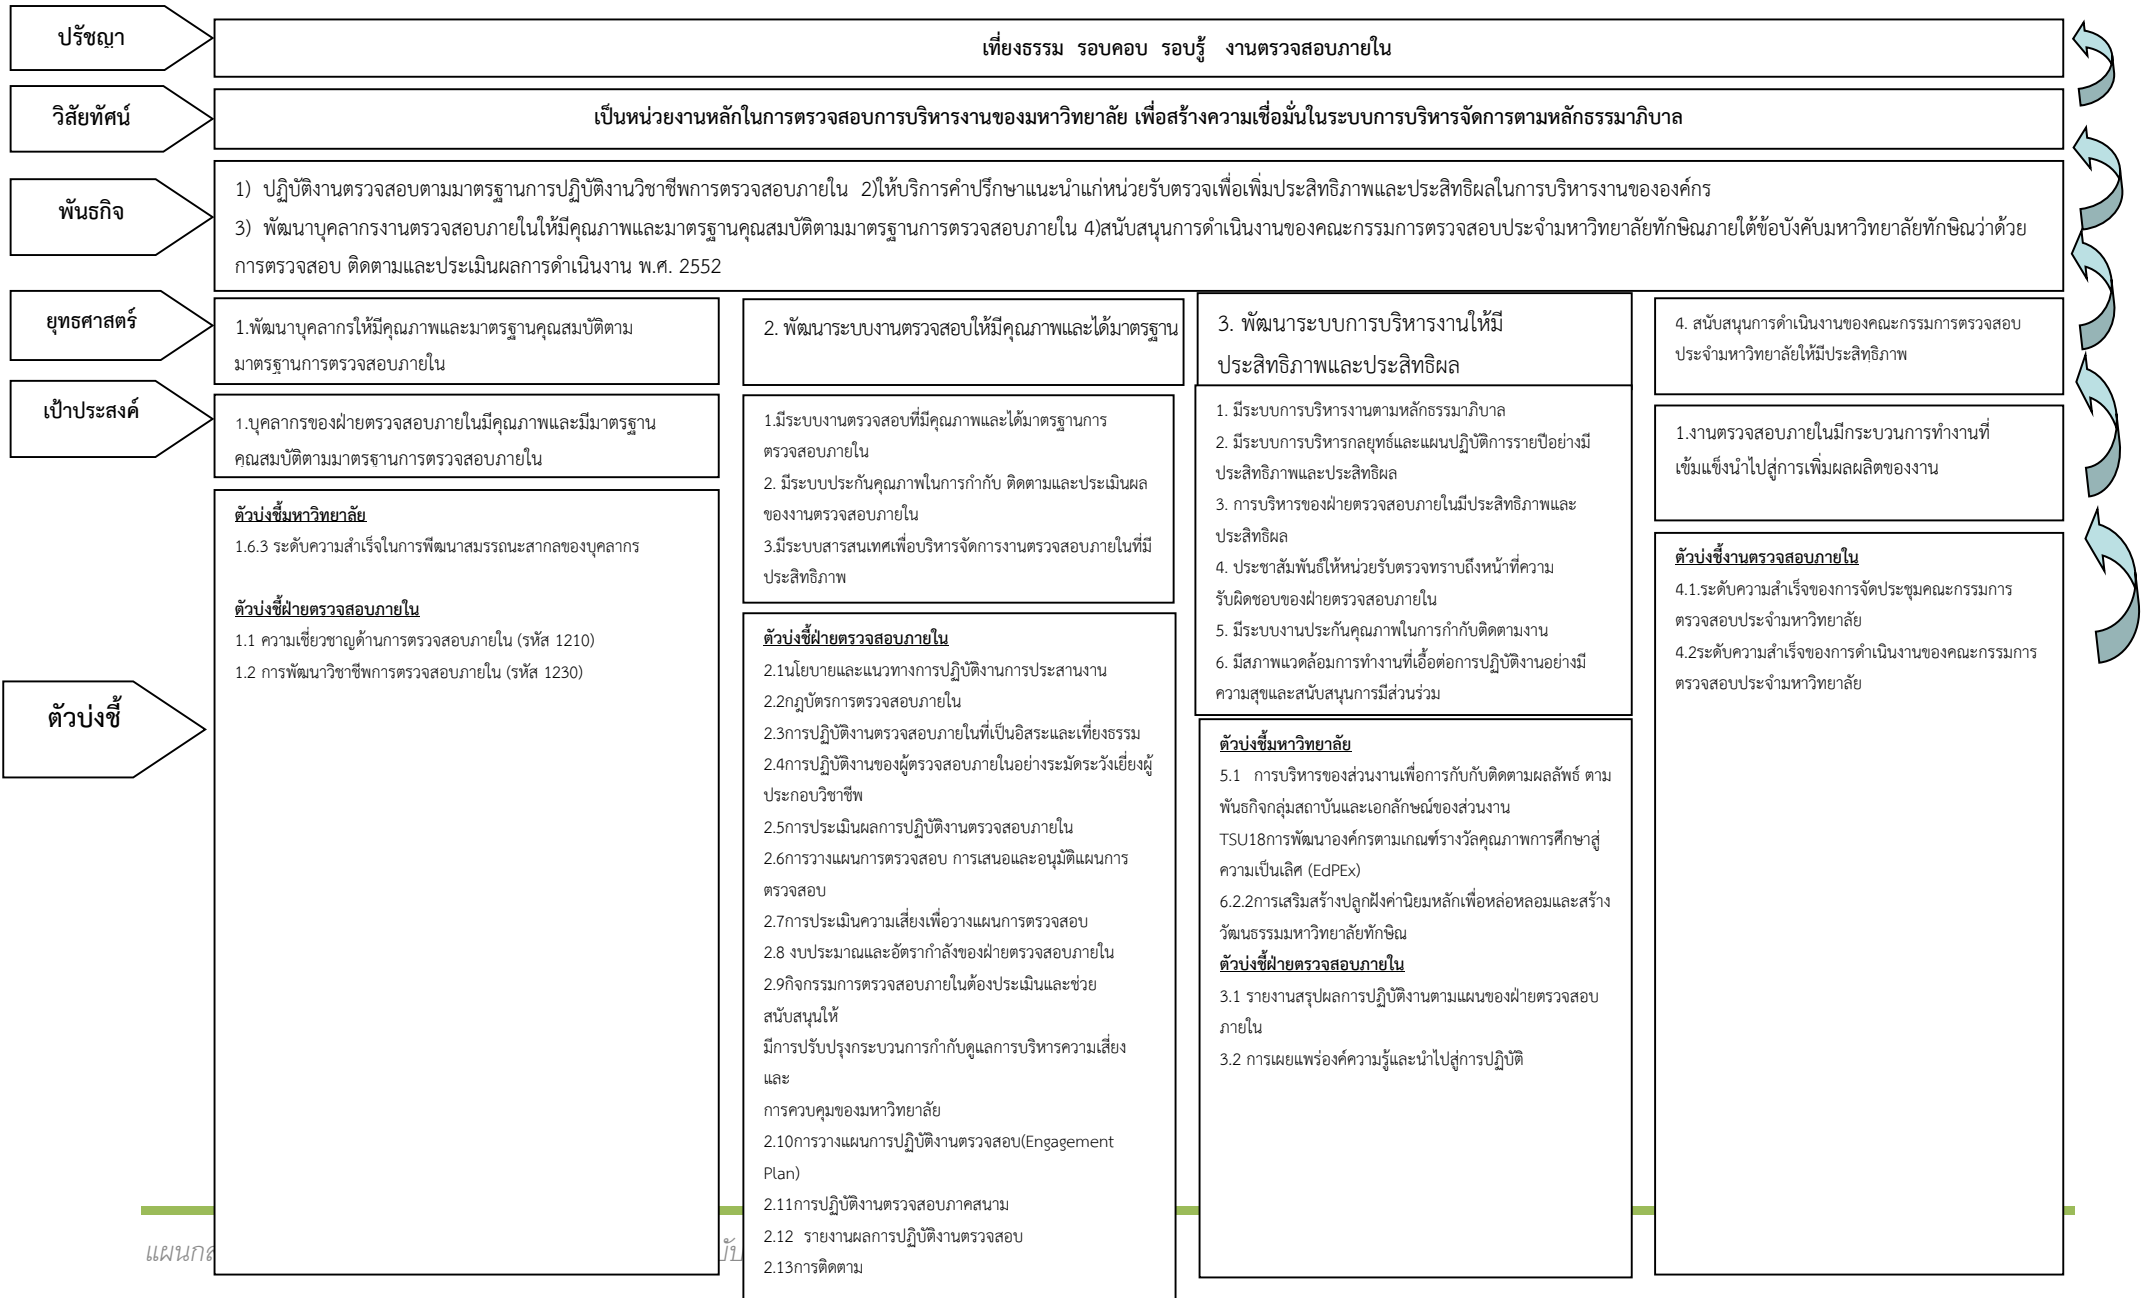 ปรัชญา
เที่ยงธรรม รอบคอบ รอบรู้ งานตรวจสอบภายใน
วิสัยทัศน์
เป็นหน่วยงานหลักในการตรวจสอบการบริหารงานของมหาวิทยาลัย เพื่อสร้างความเชื่อมั่นในระบบการบริหารจัดการตามหลักธรรมาภิบาล
พันธกิจ
1) ปฏิบัติงานตรวจสอบตามมาตรฐานการปฏิบัติงานวิชาชีพการตรวจสอบภายใน 2)ให้บริการคำปรึกษาแนะนำแก่หน่วยรับตรวจเพื่อเพิ่มประสิทธิภาพและประสิทธิผลในการบริหารงานขององค์กร
3) พัฒนาบุคลากรงานตรวจสอบภายในให้มีคุณภาพและมาตรฐานคุณสมบัติตามมาตรฐานการตรวจสอบภายใน 4)สนับสนุนการดำเนินงานของคณะกรรมการตรวจสอบประจำมหาวิทยาลัยทักษิณภายใต้ข้อบังคับมหาวิทยาลัยทักษิณว่าด้วย
การตรวจสอบ ติดตามและประเมินผลการดำเนินงาน พ.ศ. 2552
ยุทธศาสตร์
1.พัฒนาบุคลากรให้มีคุณภาพและมาตรฐานคุณสมบัติตาม
มาตรฐานการตรวจสอบภายใน
2. พัฒนาระบบงานตรวจสอบให้มีคุณภาพและได้มาตรฐาน
3. พัฒนาระบบการบริหารงานให้มี
ประสิทธิภาพและประสิทธิผล
4. สนับสนุนการดำเนินงานของคณะกรรมการตรวจสอบ
ประจำมหาวิทยาลัยให้มีประสิทธิภาพ
เป้าประสงค์
1.บุคลากรของฝ่ายตรวจสอบภายในมีคุณภาพและมีมาตรฐาน
คุณสมบัติตามมาตรฐานการตรวจสอบภายใน
1.มีระบบงานตรวจสอบที่มีคุณภาพและได้มาตรฐานการ
ตรวจสอบภายใน
2. มีระบบประกันคุณภาพในการกำกับ ติดตามและประเมินผล
ของงานตรวจสอบภายใน
3.มีระบบสารสนเทศเพื่อบริหารจัดการงานตรวจสอบภายในที่มี
ประสิทธิภาพ
1. มีระบบการบริหารงานตามหลักธรรมาภิบาล
2. มีระบบการบริหารกลยุทธ์และแผนปฏิบัติการรายปีอย่างมี
ประสิทธิภาพและประสิทธิผล
3. การบริหารของฝ่ายตรวจสอบภายในมีประสิทธิภาพและ
ประสิทธิผล
4. ประชาสัมพันธ์ให้หน่วยรับตรวจทราบถึงหน้าที่ความ
รับผิดชอบของฝ่ายตรวจสอบภายใน
5. มีระบบงานประกันคุณภาพในการกำกับติดตามงาน
6. มีสภาพแวดล้อมการทำงานที่เอื้อต่อการปฏิบัติงานอย่างมี
ความสุขและสนับสนุนการมีส่วนร่วม
1.งานตรวจสอบภายในมีกระบวนการทำงานที่
เข้มแข็งนำไปสู่การเพิ่มผลผลิตของงาน
ตัวบ่งชี้
ตัวบ่งชี้มหาวิทยาลัย
1.6.3 ระดับความสำเร็จในการพีฒนาสมรรถนะสากลของบุคลากร
ตัวบ่งชี้ฝ่ายตรวจสอบภายใน
1.1 ความเชี่ยวชาญด้านการตรวจสอบภายใน (รหัส 1210)
1.2 การพัฒนาวิชาชีพการตรวจสอบภายใน (รหัส 1230)
ตัวบ่งชี้ฝ่ายตรวจสอบภายใน
2.1นโยบายและแนวทางการปฏิบัติงานการประสานงาน
2.2กฎบัตรการตรวจสอบภายใน
2.3การปฏิบัติงานตรวจสอบภายในที่เป็นอิสระและเที่ยงธรรม
2.4การปฏิบัติงานของผู้ตรวจสอบภายในอย่างระมัดระวังเยี่ยงผู้
ประกอบวิชาชีพ
2.5การประเมินผลการปฏิบัติงานตรวจสอบภายใน
2.6การวางแผนการตรวจสอบ การเสนอและอนุมัติแผนการ
ตรวจสอบ
2.7การประเมินความเสี่ยงเพื่อวางแผนการตรวจสอบ
2.8 งบประมาณและอัตรากำลังของฝ่ายตรวจสอบภายใน
2.9กิจกรรมการตรวจสอบภายในต้องประเมินและช่วย
สนับสนุนให้
มีการปรับปรุงกระบวนการกำกับดูแลการบริหารความเสี่ยง
และ
การควบคุมของมหาวิทยาลัย
2.10การวางแผนการปฏิบัติงานตรวจสอบ(Engagement
Plan)
2.11การปฏิบัติงานตรวจสอบภาคสนาม
2.12 รายงานผลการปฏิบัติงานตรวจสอบ
2.13การติดตาม
ตัวบ่งชี้มหาวิทยาลัย
5.1 การบริหารของส่วนงานเพื่อการกับกับติดตามผลลัพธ์ ตาม
พันธกิจกลุ่มสถาบันและเอกลักษณ์ของส่วนงาน
TSU18การพัฒนาองค์กรตามเกณฑ์รางวัลคุณภาพการศึกษาสู่
ความเป็นเลิศ (EdPEx)
6.2.2การเสริมสร้างปลูกฝังค่านิยมหลักเพื่อหล่อหลอมและสร้าง
วัฒนธรรมมหาวิทยาลัยทักษิณ
ตัวบ่งชี้ฝ่ายตรวจสอบภายใน
3.1 รายงานสรุปผลการปฏิบัติงานตามแผนของฝ่ายตรวจสอบ
ภายใน
3.2 การเผยแพร่องค์ความรู้และนำไปสู่การปฏิบัติ
ตัวบ่งชี้งานตรวจสอบภายใน
4.1.ระดับความสำเร็จของการจัดประชุมคณะกรรมการ
ตรวจสอบประจำมหาวิทยาลัย
4.2ระดับความสำเร็จของการดำเนินงานของคณะกรรมการ
ตรวจสอบประจำมหาวิทยาลัย